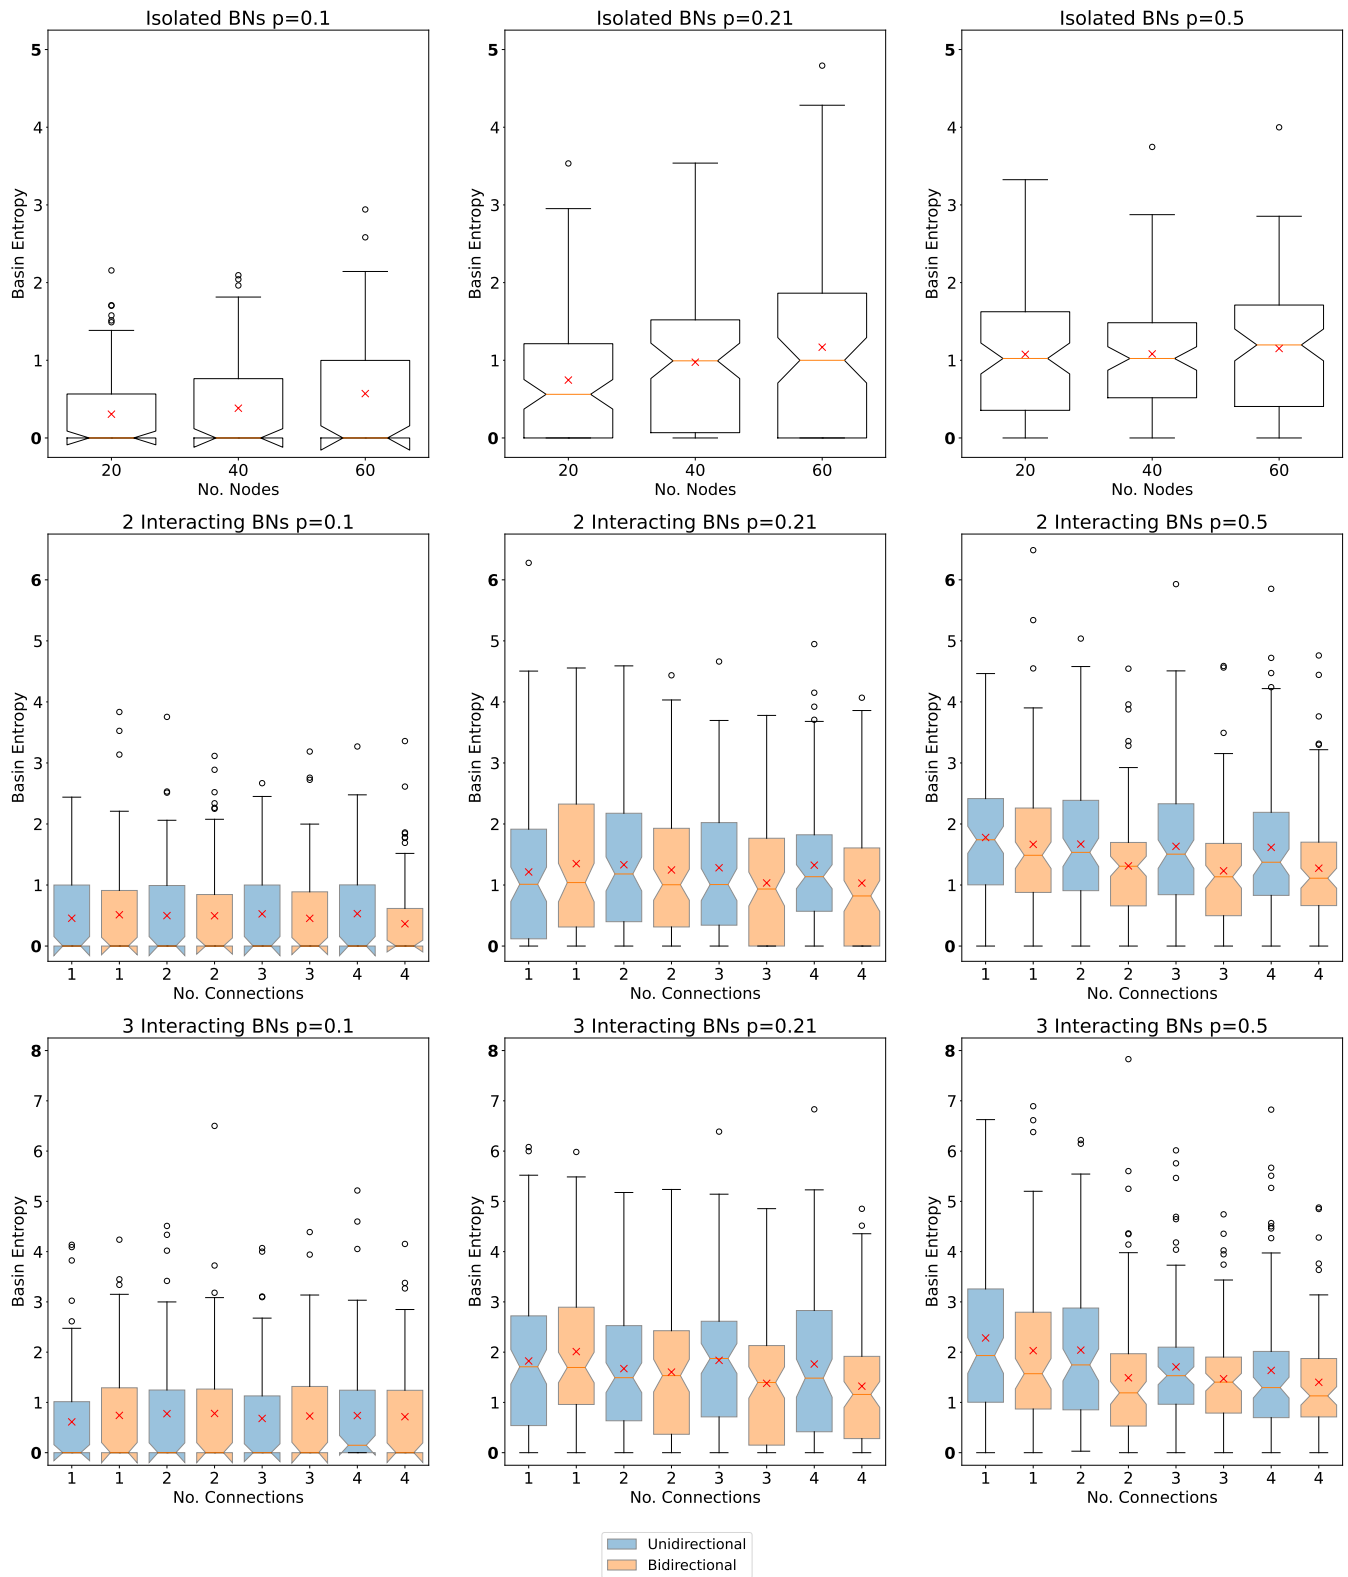 Isolated BNs p=0.1
Isolated BNs p=0.21
Isolated BNs p=0.5
5
4
3
2
1
0
Basin Entropy
20 40 60
No. Nodes
5
4
3
2
1
0
Basin Entropy
20 40 60
No. Nodes
5
4
3
2
1
0
Basin Entropy
20 40 60
No. Nodes
2 Interacting BNs p=0.1
2 Interacting BNs p=0.21
2 Interacting BNs p=0.5
6
5
4
3
2
1
0
Basin Entropy
1 1 2 2 3 3 4 4
No. Connections
6
5
4
3
2
1
0
Basin Entropy
1 1 2 2 3 3 4 4
No. Connections
6
5
4
3
2
1
0
Basin Entropy
1 1 2 2 3 3 4 4
No. Connections
3 Interacting BNs p=0.1
3 Interacting BNs p=0.21
3 Interacting BNs p=0.5
8
7
6
5
4
3
2
1
0
Basin Entropy
1 1 2 2 3 3 4 4
No. Connections
8
7
6
5
4
3
2
1
0
Basin Entropy
1 1 2 2 3 3 4 4
No. Connections
8
7
6
5
4
3
2
1
0
Basin Entropy
1 1 2 2 3 3 4 4
No. Connections
Unidirectional
Bidirectional